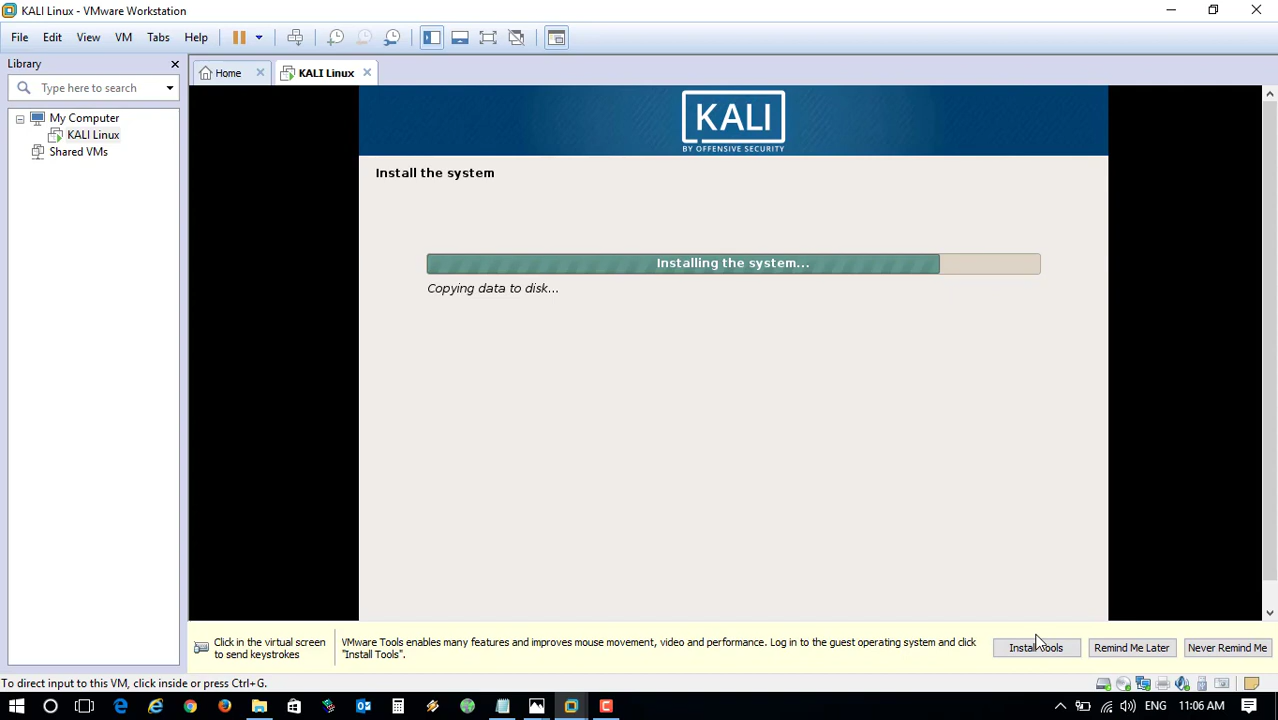 KALI Linux - VMware Workstation
File Edit View VM Tabs Help
Library
Type here to search
My Computer
KALI Linux
Shared VMs
Home
KALI Linux
KALI
BY OFFENSIVE SECURITY
Install the system
Installing the system...
Copying data to disk...
Click in the virtual screen
to send keystrokes
VMware Tools enables many features and improves mouse movement, video and performance. Log in to the guest operating system and click
"Install Tools".
Install Tools
Remind Me Later
Never Remind Me
To direct input to this VM, click inside or press Ctrl+G.
ENG 11:06 AM